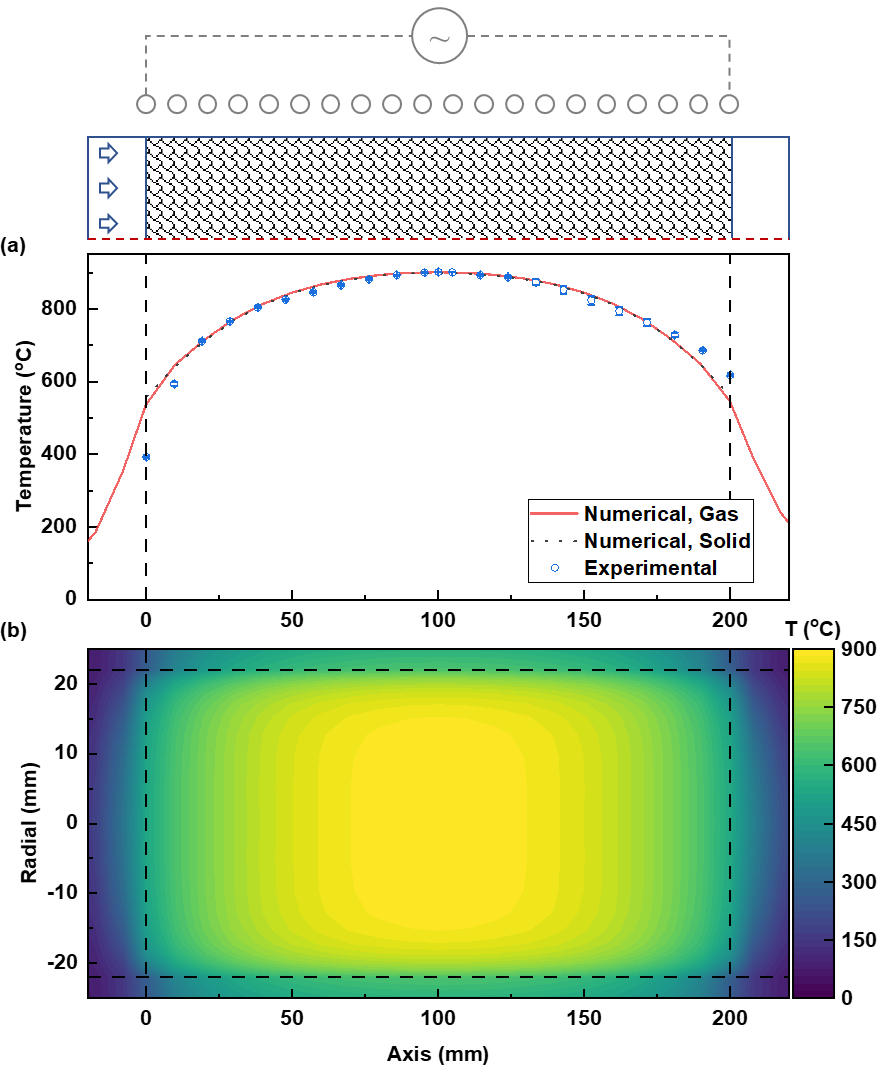 ~
(a)
800
600
400
200
0
Temperature (°C)
Numerical, Gas
Numerical, Solid
Experimental
0 50 100 150 200
(b)
T (°C)
20
10
0
-10
-20
Radial (mm)
900
750
600
450
300
150
0
0 50 100 150 200
Axis (mm)